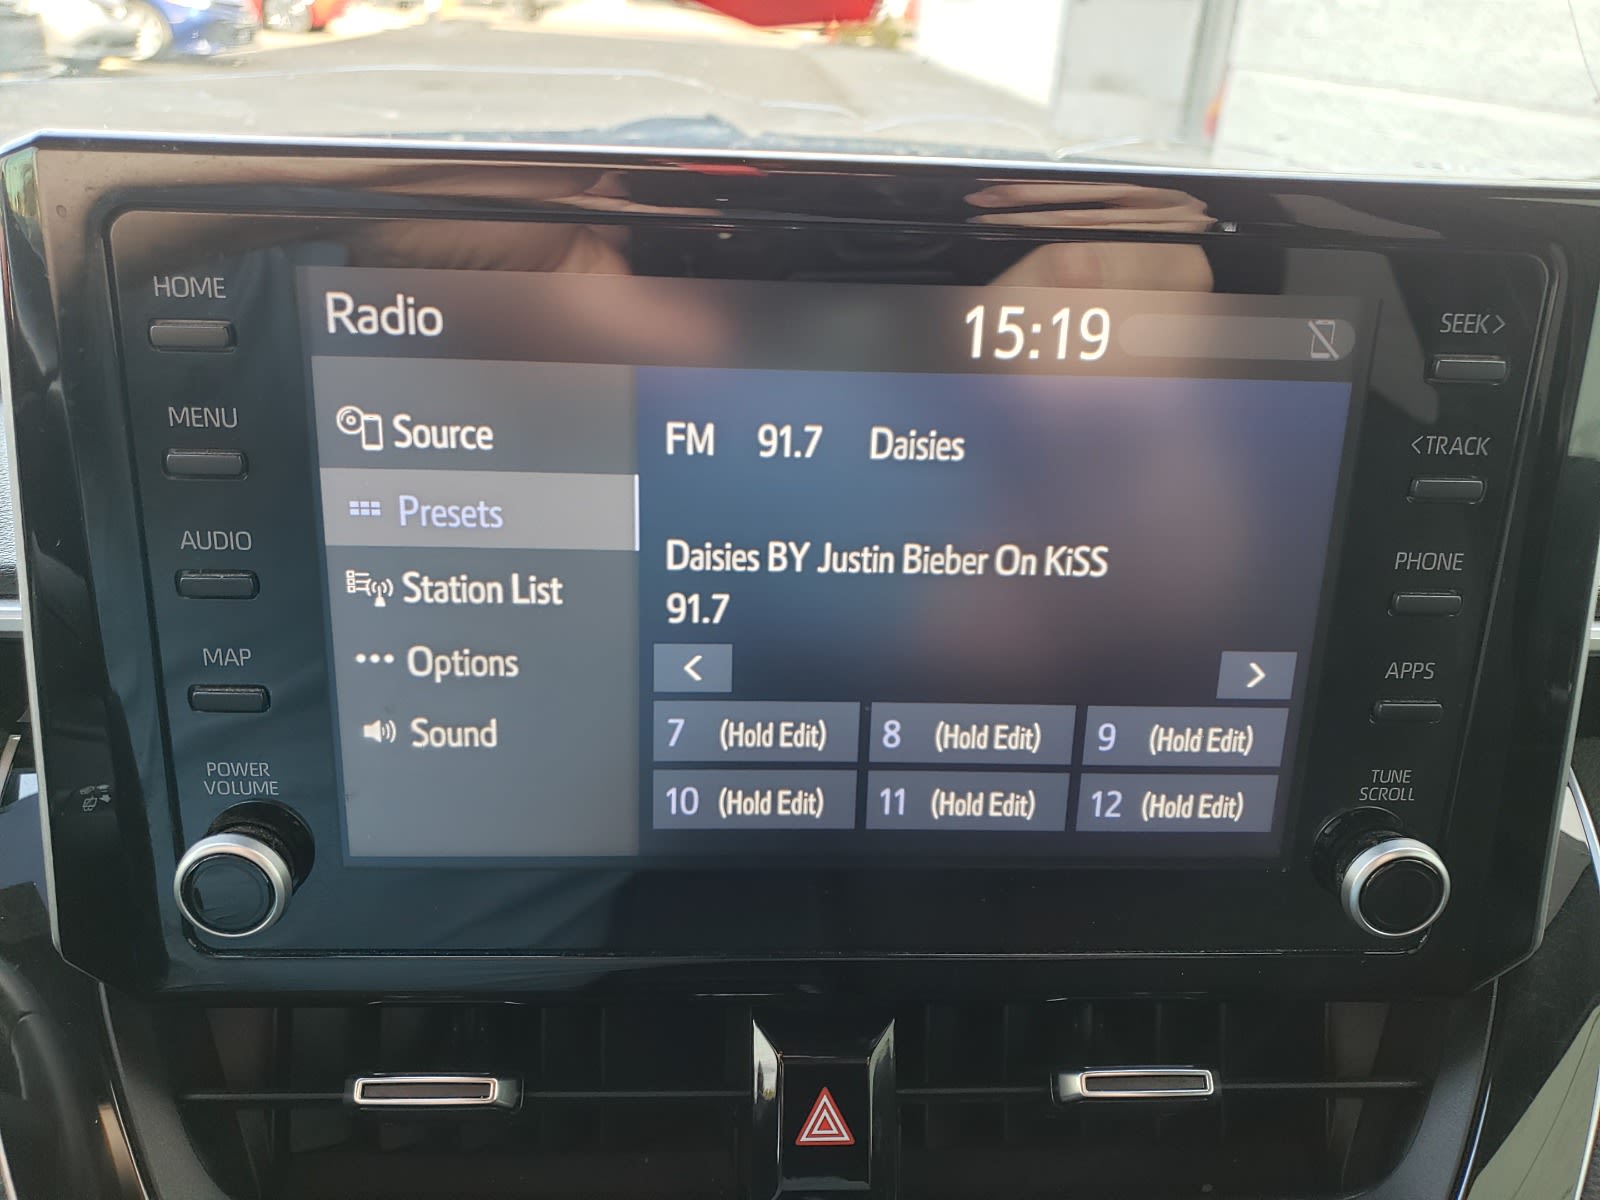 HOME
MENU
AUDIO
MAP
POWER
VOLUME
Radio
15:19
Source
Presets
Station List
Options
Sound
FM 91.7 Daisies
Daisies BY Justin Bieber On KiSS
91.7
< >
7 (Hold Edit) 8 (Hold Edit) 9 (Hold Edit)
10 (Hold Edit) 11 (Hold Edit) 12 (Hold Edit)
SEEK>
<TRACK
PHONE
APPS
TUNE
SCROLL